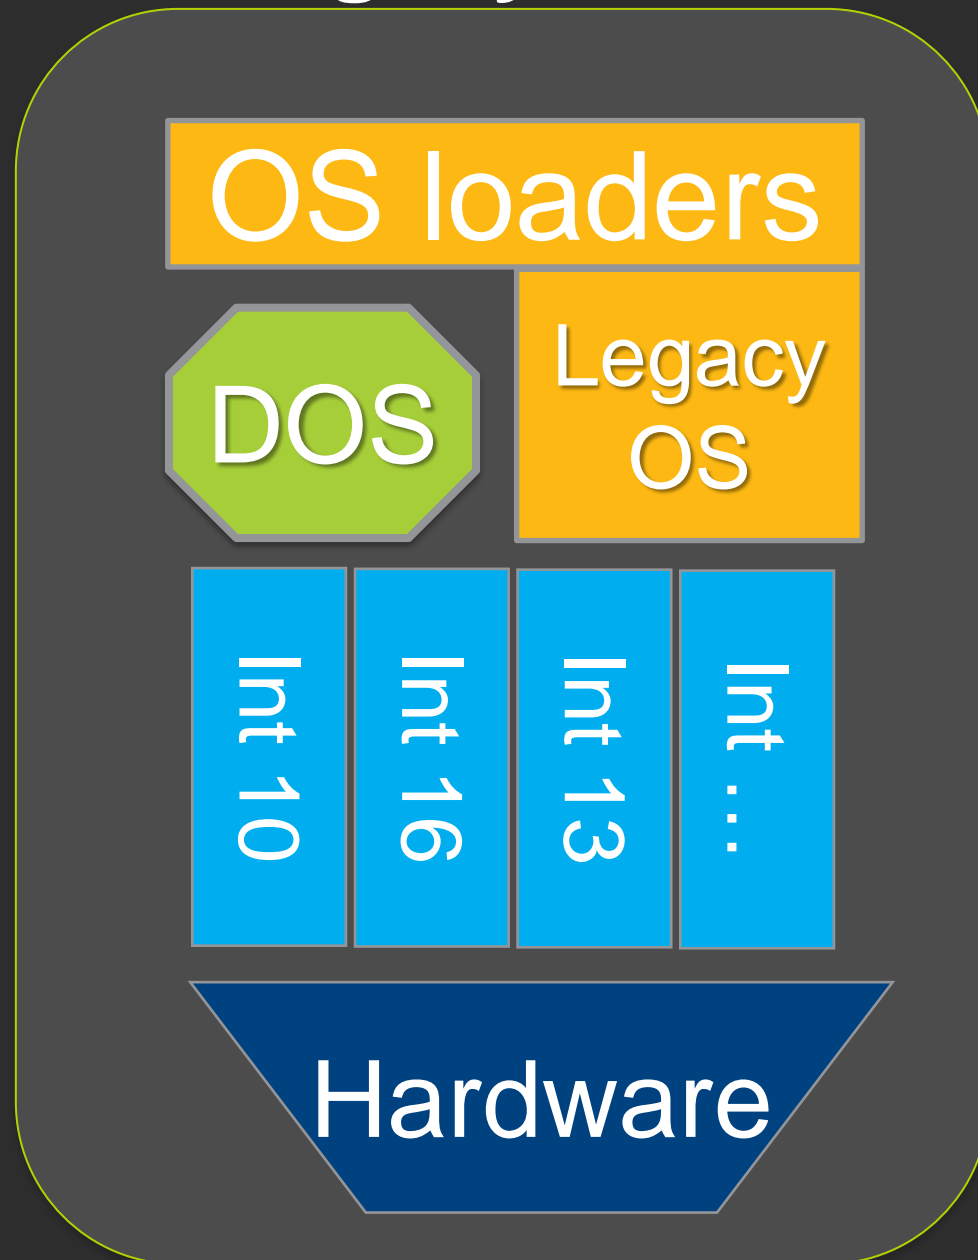 OS loaders
DOS
Legacy
OS
Int 10
Int 16
Int 13
Int ...
Hardware